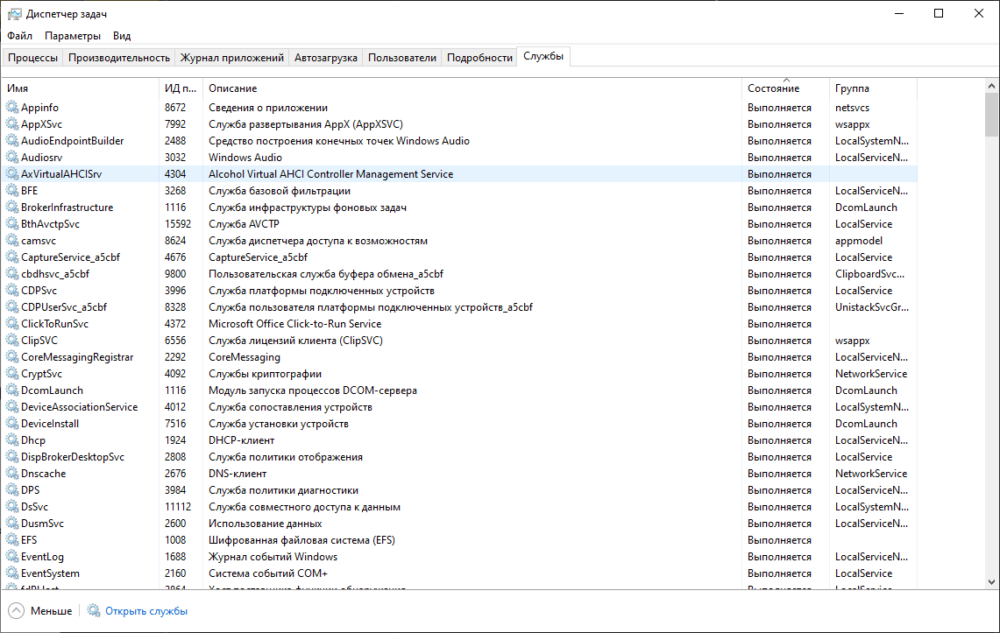 Диспетчер задач
Файл Параметры Вид
Процессы Производительность Журнал приложений Автозагрузка Пользователи Подробности Службы
Имя ИД п... Описание Состояние Группа
Appinfo 8672 Сведения о приложении Выполняется netsvcs
AppXSvc 7992 Служба развертывания AppX (AppXSVC) Выполняется wsappx
AudioEndpointBuilder 2488 Средство построения конечных точек Windows Audio Выполняется LocalSystemN...
Audiosrv 3032 Windows Audio Выполняется LocalServiceN...
AxVirtualAHCISrv 4304 Alcohol Virtual AHCI Controller Management Service Выполняется
BFE 3268 Служба базовой фильтрации Выполняется LocalServiceN...
BrokerInfrastructure 1116 Служба инфраструктуры фоновых задач Выполняется DcomLaunch
BthAvctpSvc 15592 Служба AVCTP Выполняется LocalService
camsvc 8624 Служба диспетчера доступа к возможностям Выполняется appmodel
CaptureService_a5cbf 4676 CaptureService_a5cbf Выполняется LocalService
cbdhsvc_a5cbf 9800 Пользовательская служба буфера обмена_a5cbf Выполняется ClipboardSvc...
CDPSvc 3996 Служба платформы подключенных устройств Выполняется LocalService
CDPUserSvc_a5cbf 8328 Служба пользователя платформы подключенных устройств_a5cbf Выполняется UnistackSvcGr...
ClickToRunSvc 4372 Microsoft Office Click-to-Run Service Выполняется
ClipSVC 6556 Служба лицензий клиента (ClipSVC) Выполняется wsappx
CoreMessagingRegistrar 2292 CoreMessaging Выполняется LocalServiceN...
CryptSvc 4092 Службы криптографии Выполняется NetworkService
DcomLaunch 1116 Модуль запуска процессов DCOM-сервера Выполняется DcomLaunch
DeviceAssociationService 4012 Служба сопоставления устройств Выполняется LocalSystemN...
DeviceInstall 7516 Служба установки устройств Выполняется DcomLaunch
Dhcp 1924 DHCP-клиент Выполняется LocalServiceN...
DispBrokerDesktopSvc 2808 Служба политики отображения Выполняется LocalService
Dnscache 2676 DNS-клиент Выполняется NetworkService
DPS 3984 Служба политики диагностики Выполняется LocalServiceN...
DsSvc 11112 Служба совместного доступа к данным Выполняется LocalSystemN...
DusmSvc 2600 Использование данных Выполняется LocalServiceN...
EFS 1008 Шифрованная файловая система (EFS) Выполняется
EventLog 1688 Журнал событий Windows Выполняется LocalServiceN...
EventSystem 2160 Система событий COM+ Выполняется LocalService
Меньше Открыть службы